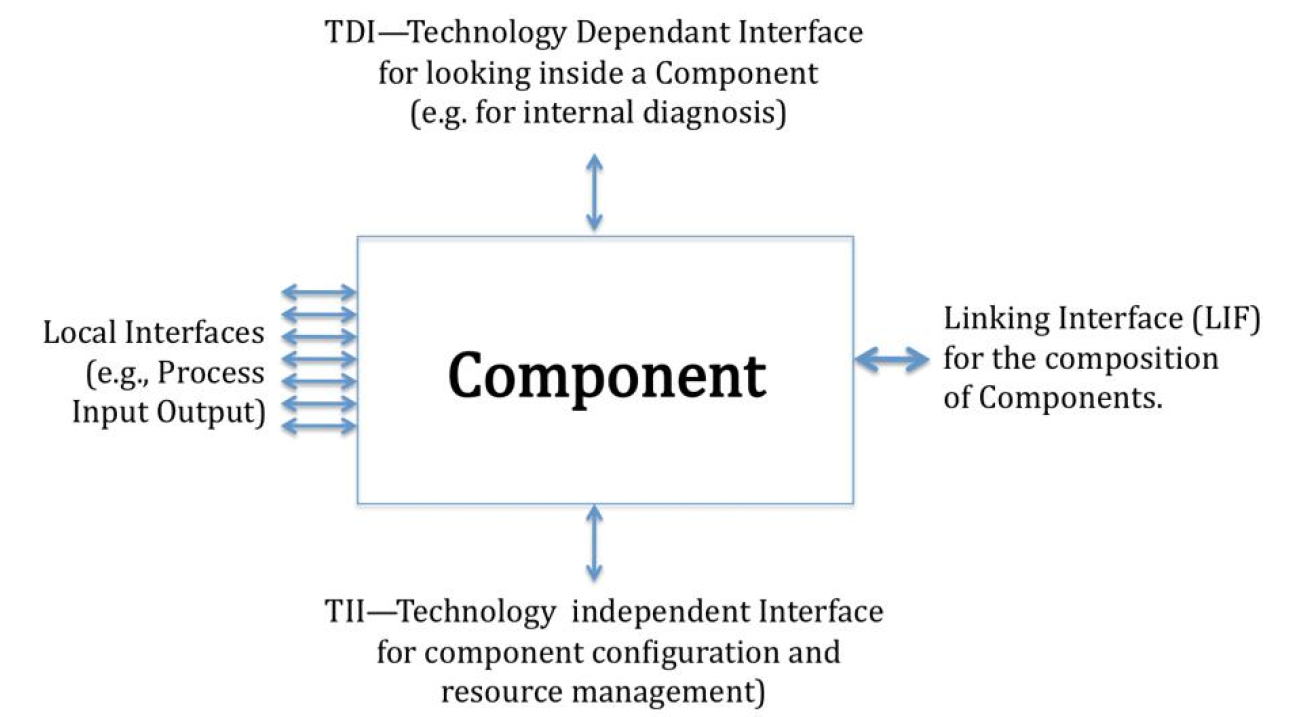 TDI—Technology Dependant Interface
for looking inside a Component
(e.g. for internal diagnosis)
Local Interfaces
(e.g., Process
Input Output)
Component
Linking Interface (LIF)
for the composition
of Components.
TII—Technology  independent Interface
for component configuration and
resource management)